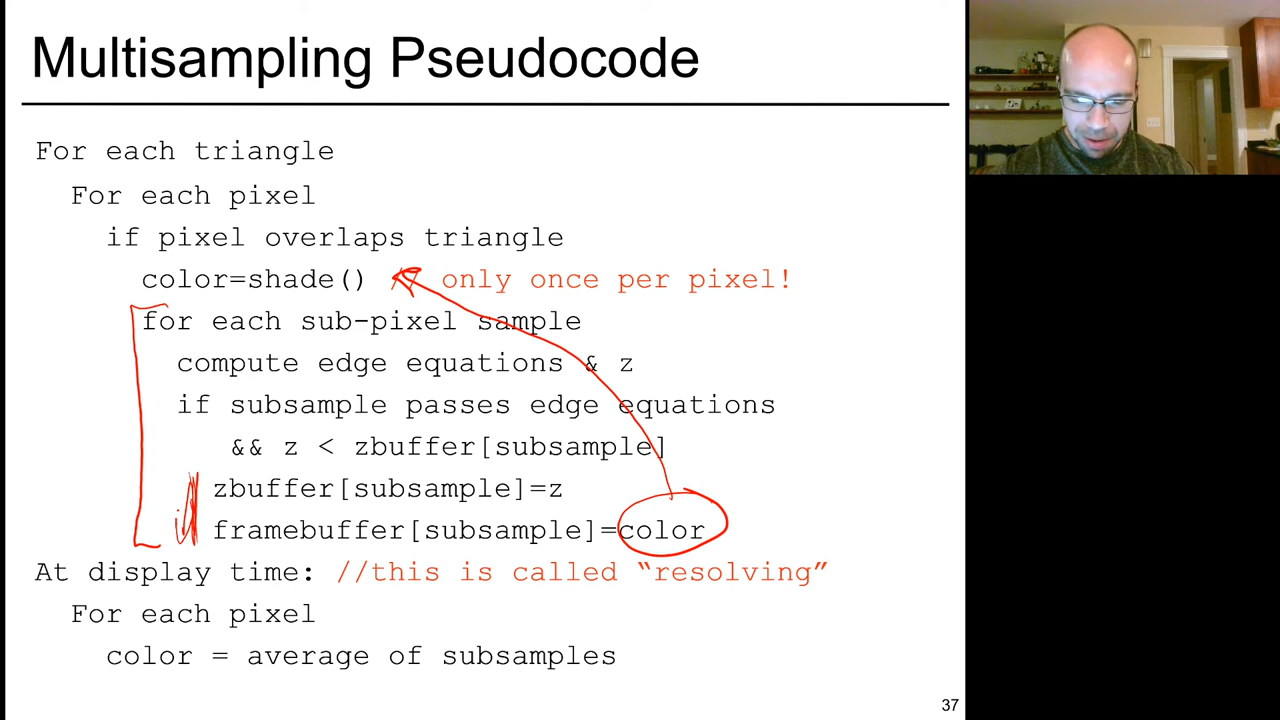 Multisampling Pseudocode
For each triangle
For each pixel
if pixel overlaps triangle
color=shade() // only once per pixel!
for each sub-pixel sample
compute edge equations & z
if subsample passes edge equations
&& z < zbuffer[subsample]
zbuffer[subsample]=z
framebuffer[subsample]=color
At display time: //this is called “resolving”
For each pixel
color = average of subsamples
37